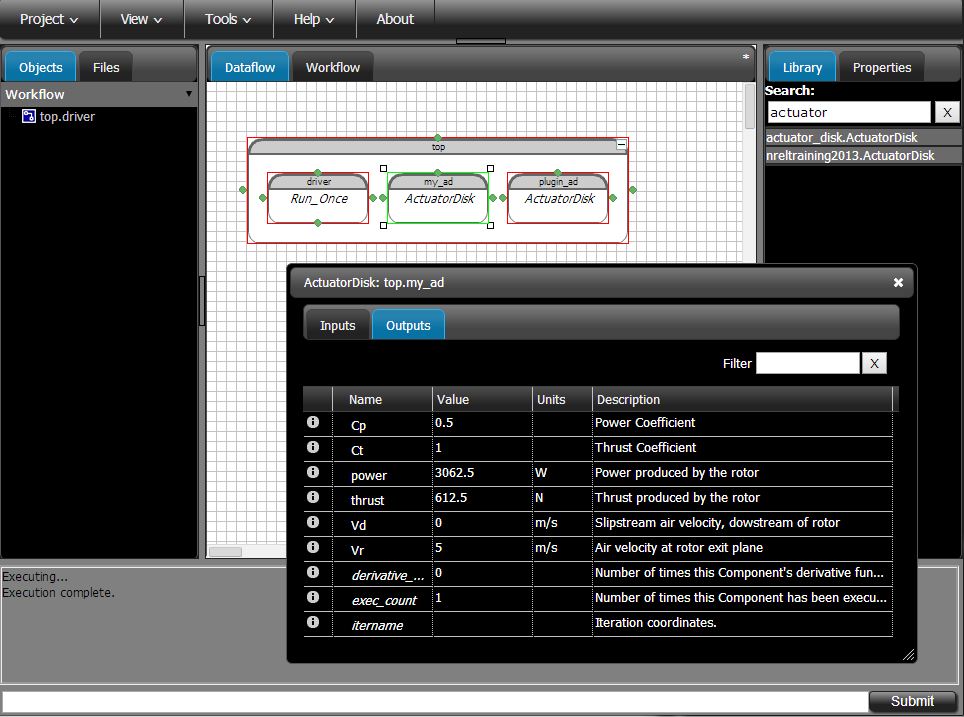 Project View Tools Help About
Objects Files
Workflow
top.driver
Dataflow Workflow *
top
driver
Run_Once
my_ad
ActuatorDisk
plugin_ad
ActuatorDisk
Library Properties
Search:
actuator X
actuator_disk.ActuatorDisk
nreltraining2013.ActuatorDisk
ActuatorDisk: top.my_ad
Inputs Outputs
Filter X
Name Value Units Description
Cp 0.5 Power Coefficient
Ct 1 Thrust Coefficient
power 3062.5 W Power produced by the rotor
thrust 612.5 N Thrust produced by the rotor
Vd 0 m/s Slipstream air velocity, dowstream of rotor
Vr 5 m/s Air velocity at rotor exit plane
derivative_... 0 Number of times this Component's derivative fun...
exec_count 1 Number of times this Component has been execu...
itername Iteration coordinates.
Executing...
Execution complete.
Submit